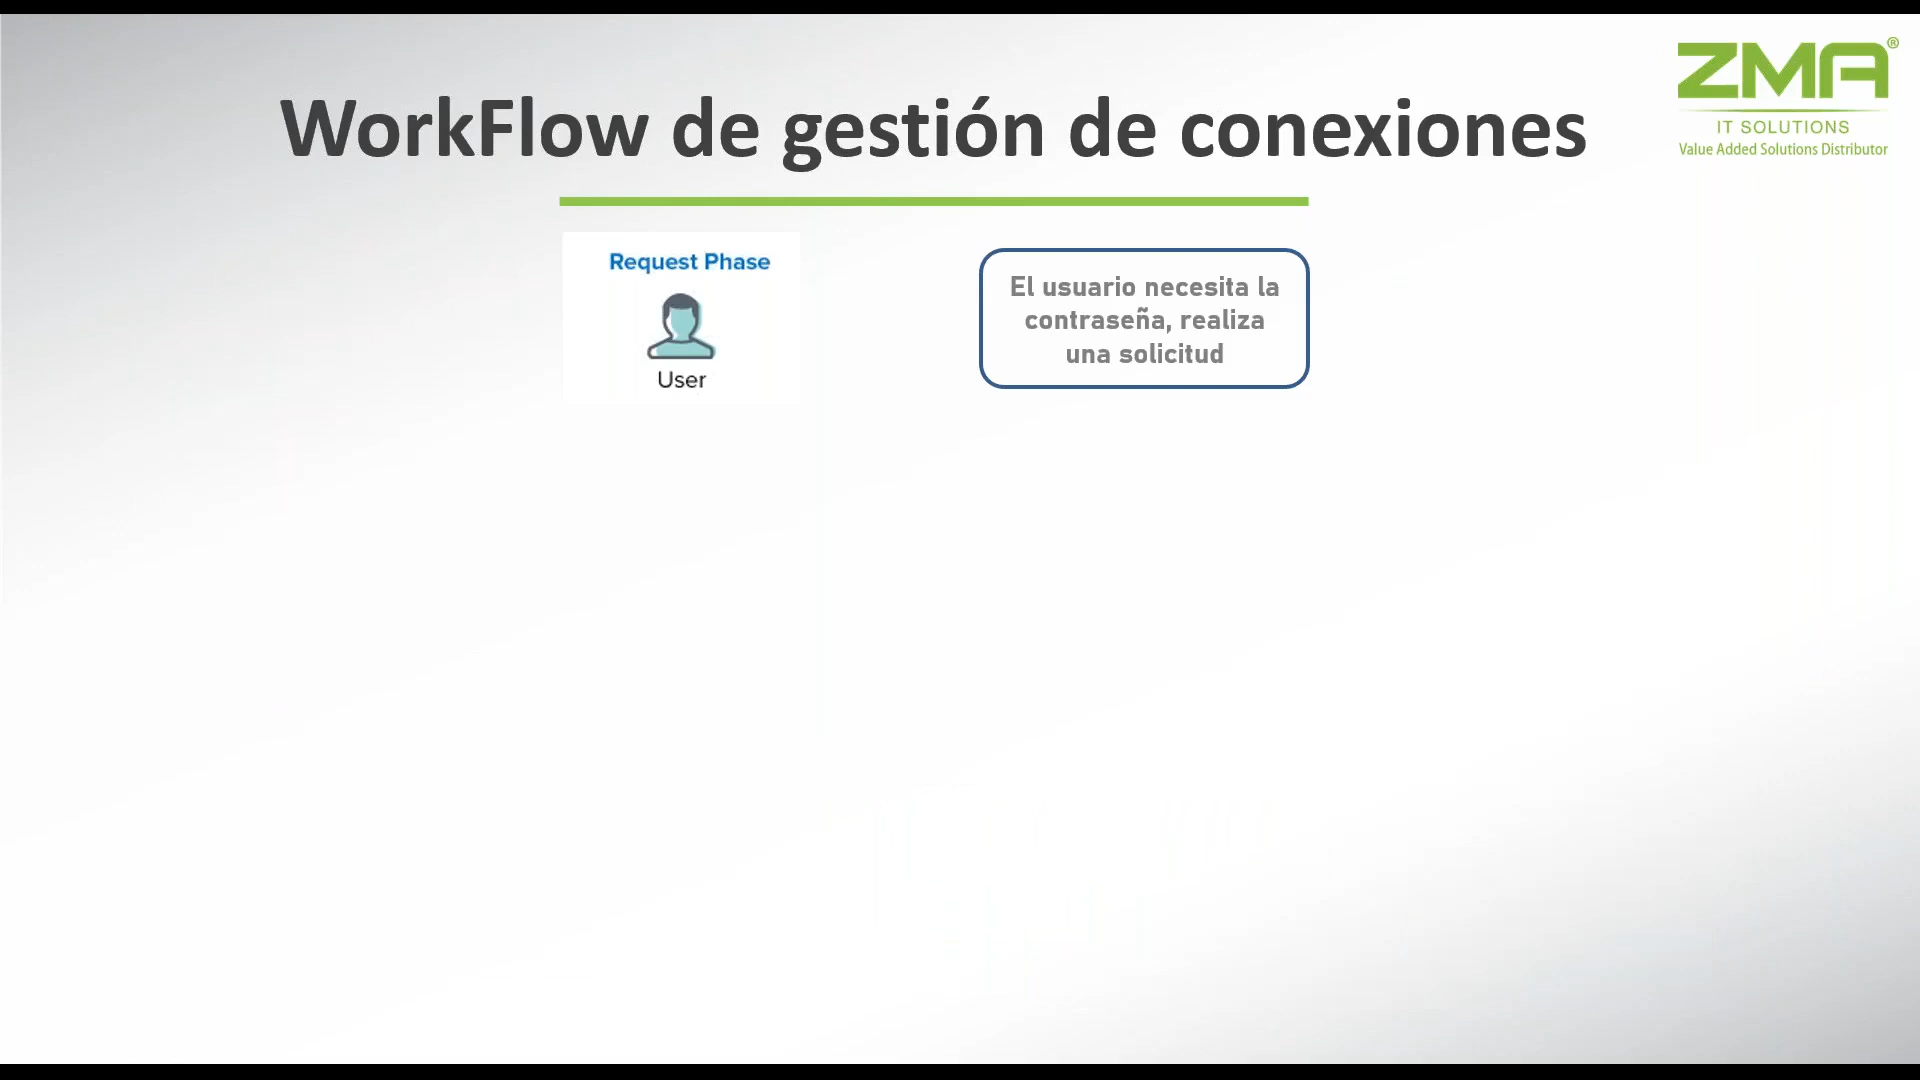 ZMA®
IT SOLUTIONS
Value Added Solutions Distributor
WorkFlow de gestión de conexiones
Request Phase
User
El usuario necesita la
contraseña, realiza
una solicitud